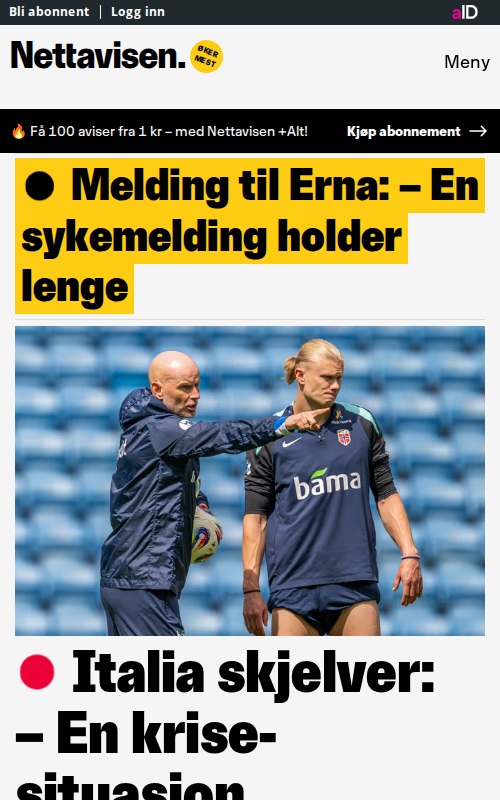 Bli abonnent | Logg inn
aID
Nettavisen.
ØKER
MEST
Meny
🔥 Få 100 aviser fra 1 kr – med Nettavisen +Alt!
Kjøp abonnement →
● Melding til Erna: – En
sykemelding holder
lenge
bama
● Italia skjelver:
– En krise-
situasjon